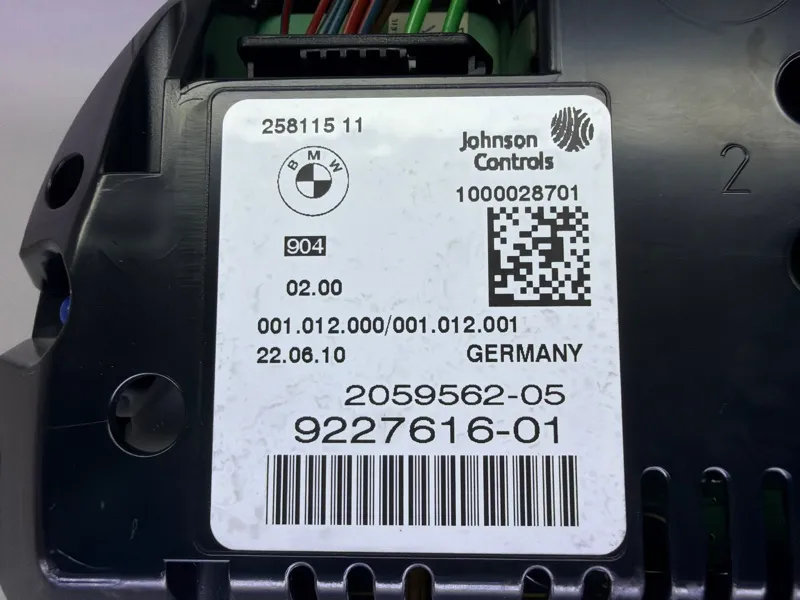 258115 11
Johnson
Controls
BMW
1000028701
904
02.00
001.012.000/001.012.001
22.06.10 GERMANY
2059562-05
9227616-01
2